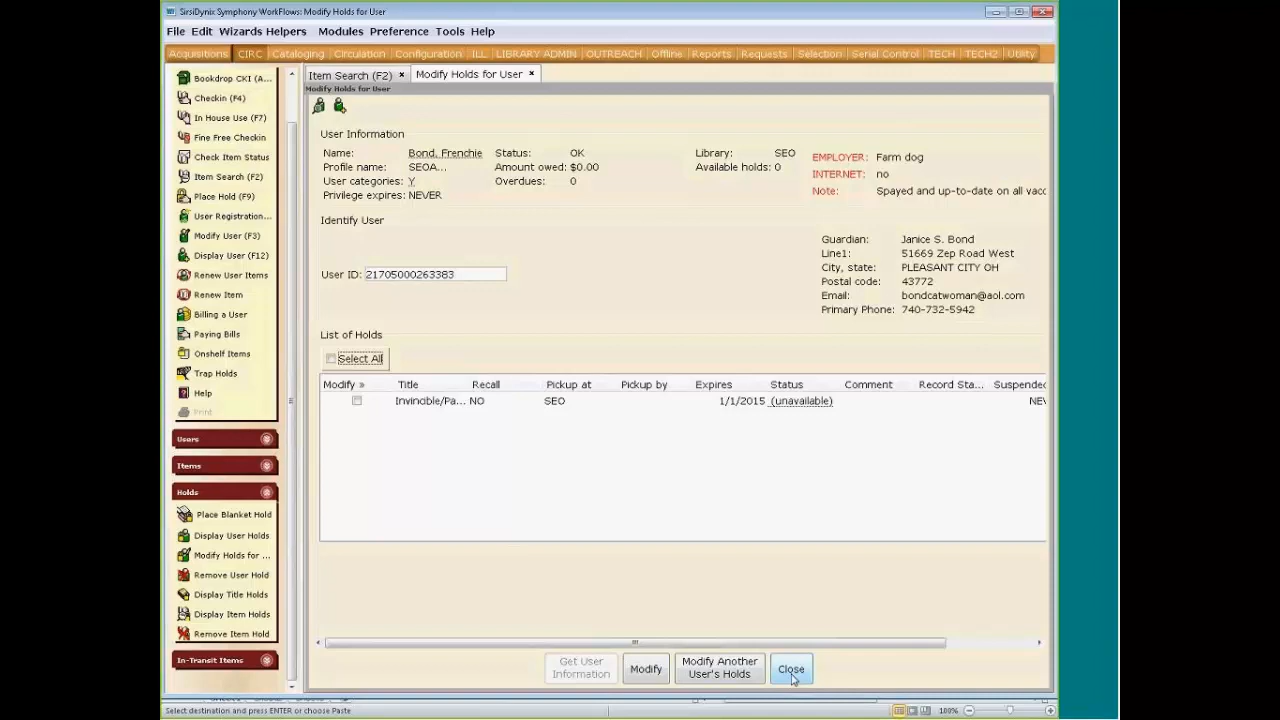 SirsiDynix Symphony WorkFlows: Modify Holds for User
File Edit Wizards Helpers Modules Preference Tools Help
Acquisitions CIRC Cataloging Circulation Configuration ILL LIBRARY ADMIN OUTREACH Offline Reports Requests Selection Serial Control TECH TECH2 Utility
Bookdrop CKI (A...
Checkin (F4)
In House Use (F7)
Fine Free Checkin
Check Item Status
Item Search (F2)
Place Hold (F9)
User Registration...
Modify User (F3)
Display User (F12)
Renew User Items
Renew Item
Billing a User
Paying Bills
Onshelf Items
Trap Holds
Help
Print
Users
Items
Holds
Place Blanket Hold
Display User Holds
Modify Holds for ...
Remove User Hold
Display Title Holds
Display Item Holds
Remove Item Hold
In-Transit Items
Item Search (F2) Modify Holds for User
Modify Holds for User
User Information
Name: Bond, Frenchie Status: OK Library: SEO
Profile name: SEOA... Amount owed: $0.00 Available holds: 0
User categories: Y Overdues: 0
Privilege expires: NEVER
EMPLOYER: Farm dog
INTERNET: no
Note: Spayed and up-to-date on all vacc
Identify User
User ID: 21705000263383
Guardian: Janice S. Bond
Line1: 51669 Zep Road West
City, state: PLEASANT CITY OH
Postal code: 43772
Email: bondcatwoman@aol.com
Primary Phone: 740-732-5942
List of Holds
Select All
Modify » Title Recall Pickup at Pickup by Expires Status Comment Record Sta... Suspended
Invincible/Pa... NO SEO 1/1/2015 (unavailable) NEV
Get User Information Modify Modify Another User's Holds Close
Select destination and press ENTER or choose Paste
100%